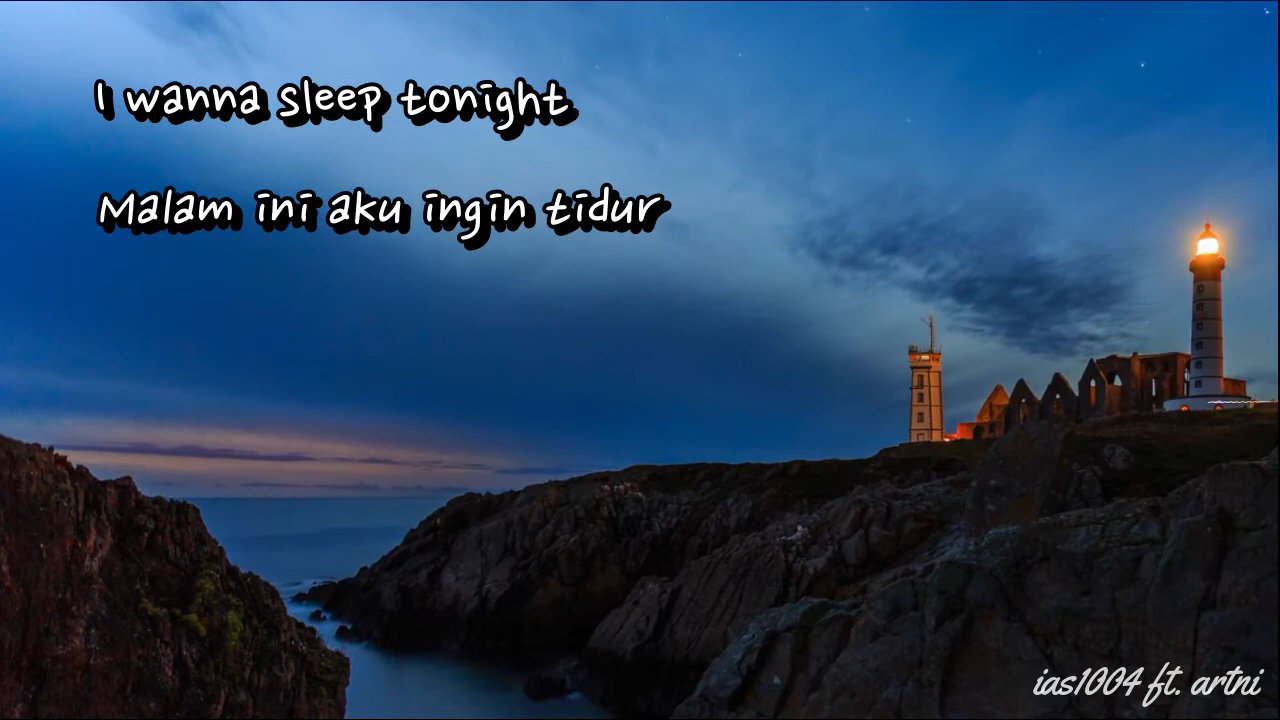 I wanna sleep tonight
Malam ini aku ingin tidur
ias1004 ft. artni